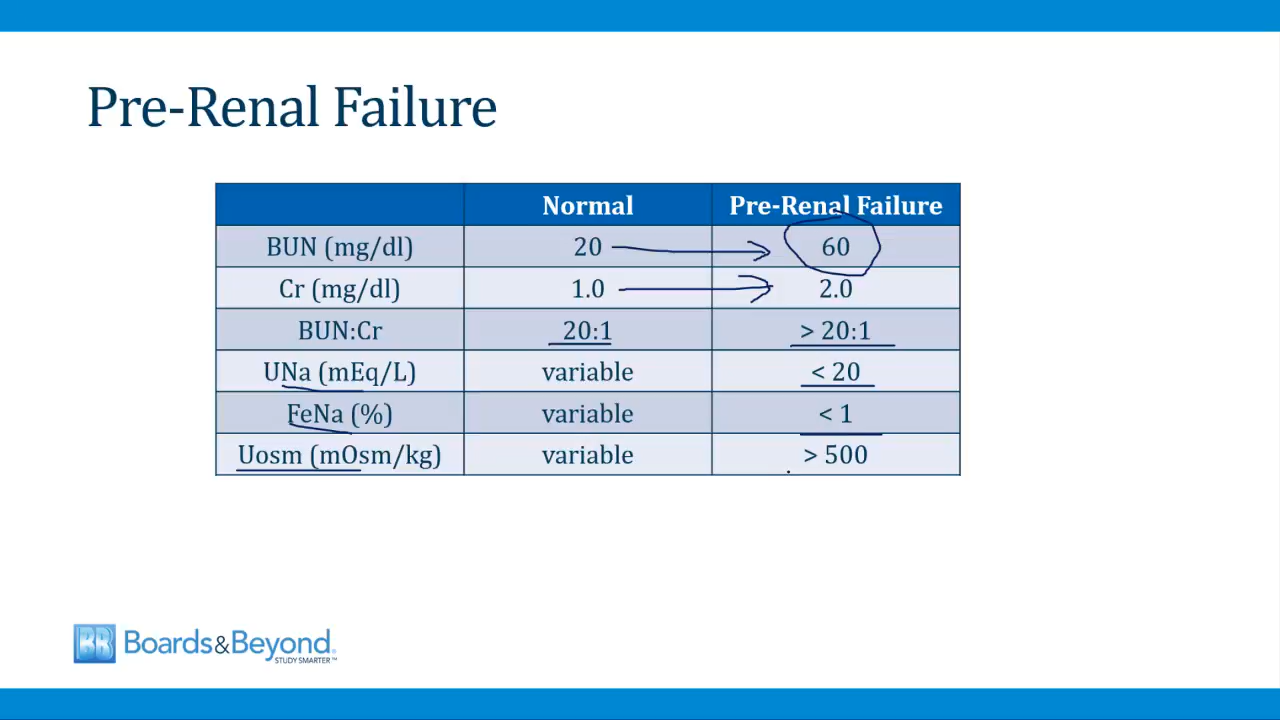 Pre-Renal Failure
Normal Pre-Renal Failure
BUN (mg/dl) 20 60
Cr (mg/dl) 1.0 2.0
BUN:Cr 20:1 > 20:1
UNa (mEq/L) variable < 20
FeNa (%) variable < 1
Uosm (mOsm/kg) variable > 500
BB Boards&Beyond.
STUDY SMARTER™